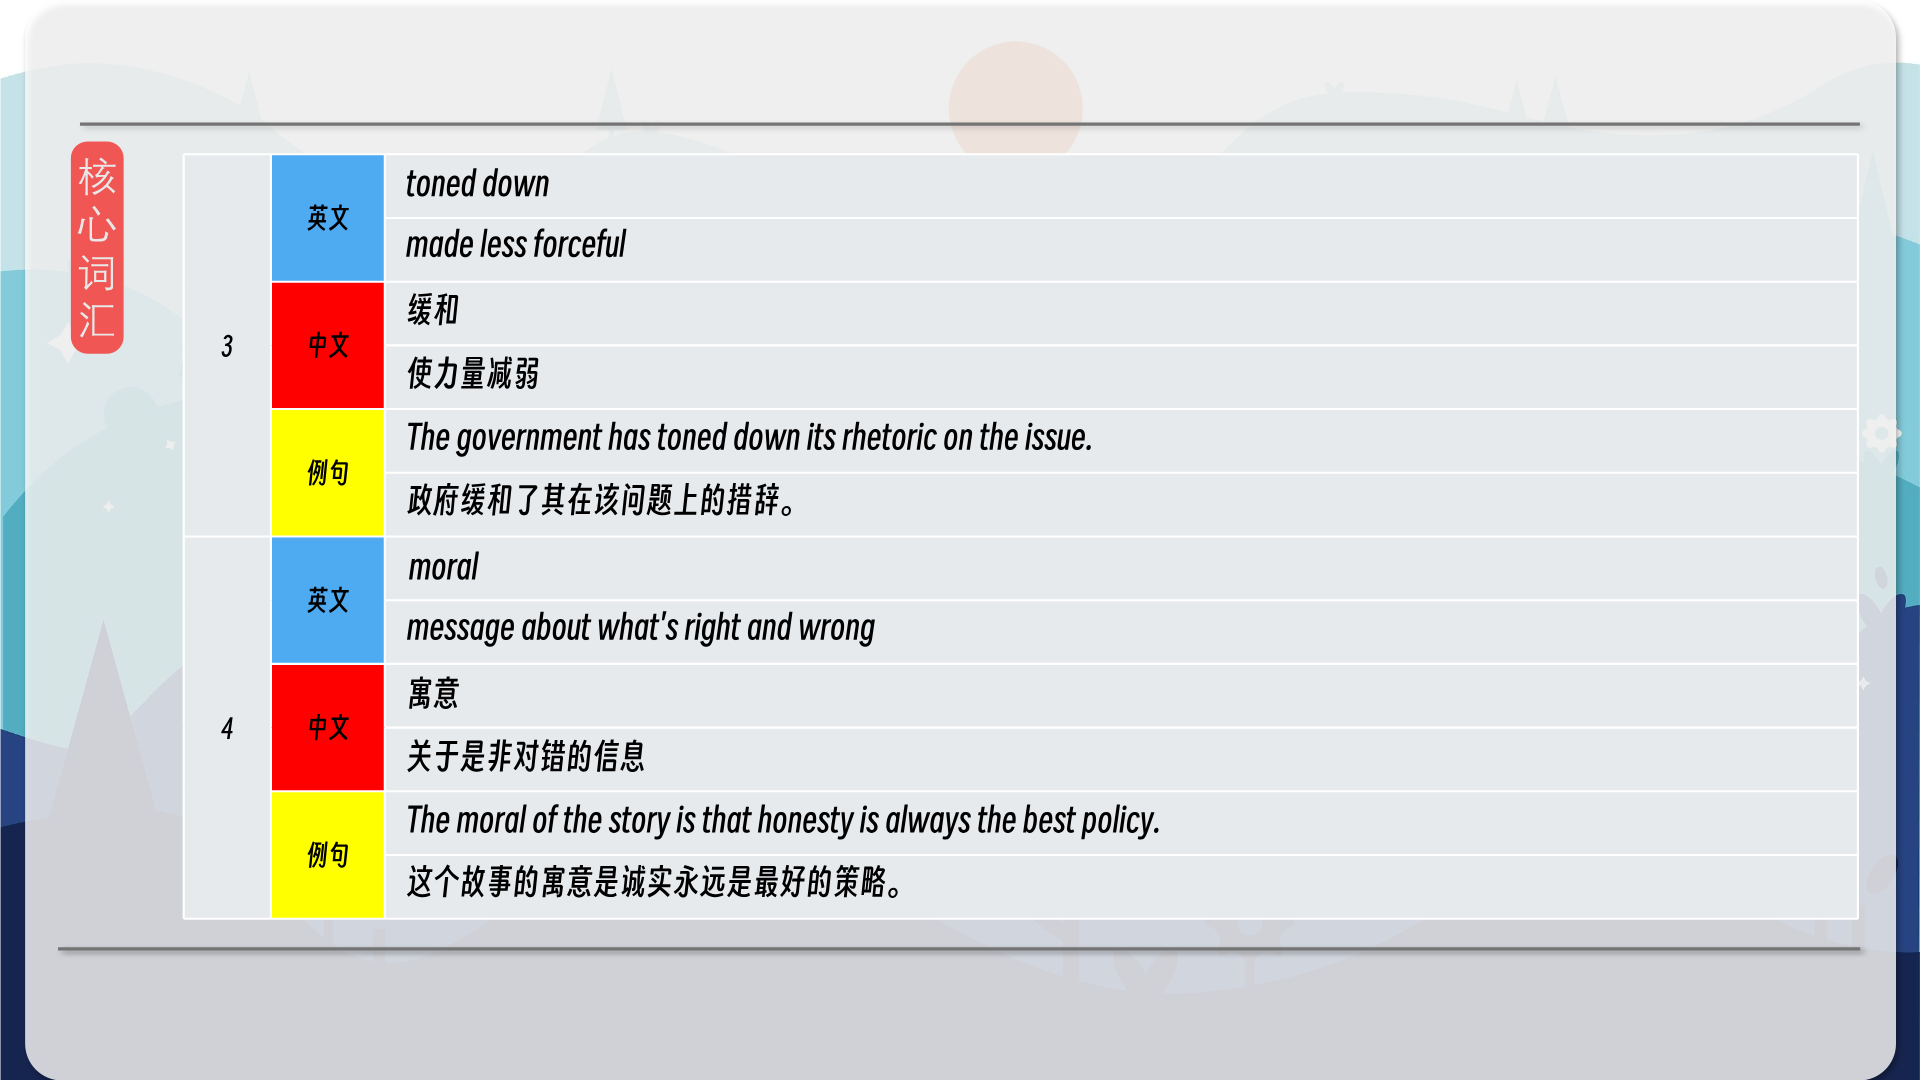 核心词汇
3
英文
toned down
made less forceful
中文
缓和
使力量减弱
例句
The government has toned down its rhetoric on the issue.
政府缓和了其在该问题上的措辞。
4
英文
moral
message about what's right and wrong
中文
寓意
关于是非对错的信息
例句
The moral of the story is that honesty is always the best policy.
这个故事的寓意是诚实永远是最好的策略。